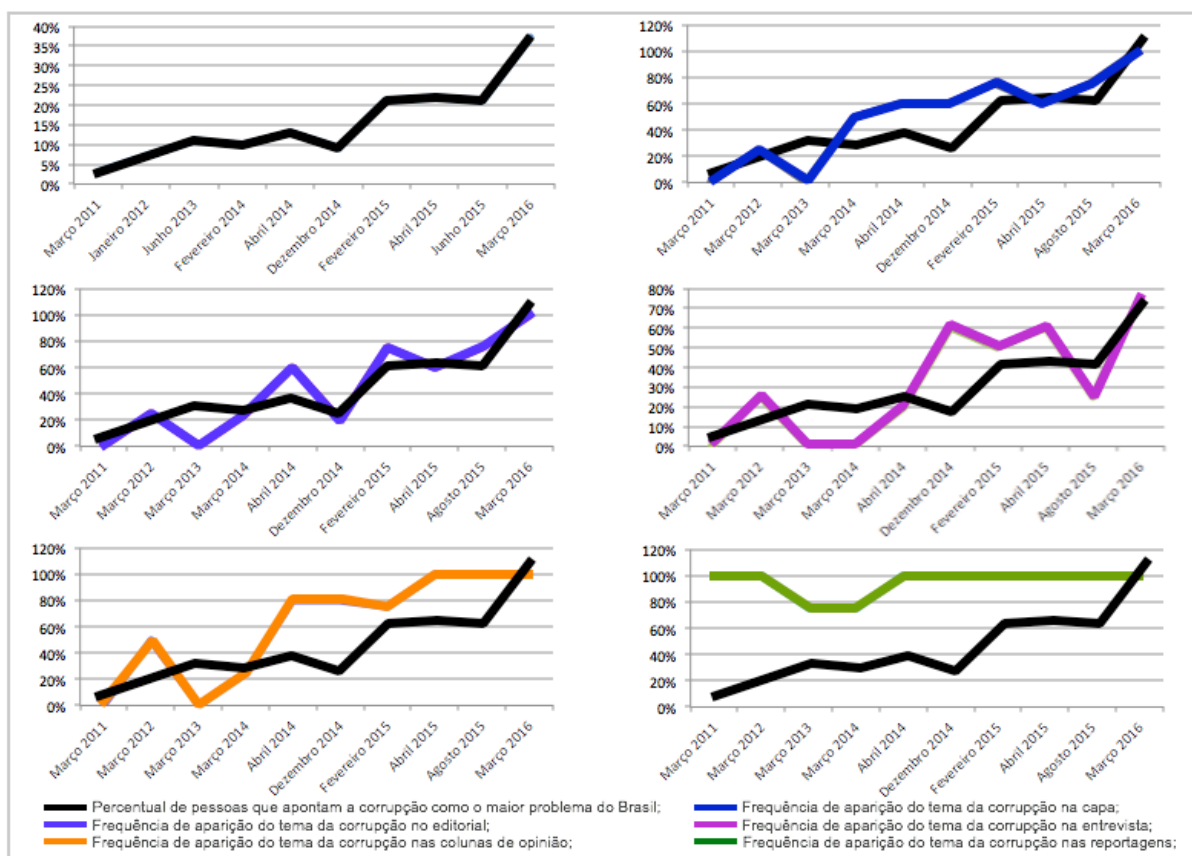 40%
35%
30%
25%
20%
15%
10%
5%
0%
Março 2011
Janeiro 2012
Junho 2013
Fevereiro 2014
Abril 2014
Dezembro 2014
Fevereiro 2015
Abril 2015
Junho 2015
Março 2016
120%
100%
80%
60%
40%
20%
0%
Março 2011
Março 2012
Março 2013
Março 2014
Abril 2014
Dezembro 2014
Fevereiro 2015
Abril 2015
Agosto 2015
Março 2016
120%
100%
80%
60%
40%
20%
0%
Março 2011
Março 2012
Março 2013
Março 2014
Abril 2014
Dezembro 2014
Fevereiro 2015
Abril 2015
Agosto 2015
Março 2016
80%
70%
60%
50%
40%
30%
20%
10%
0%
Março 2011
Março 2012
Março 2013
Março 2014
Abril 2014
Dezembro 2014
Fevereiro 2015
Abril 2015
Agosto 2015
Março 2016
120%
100%
80%
60%
40%
20%
0%
Março 2011
Março 2012
Março 2013
Março 2014
Abril 2014
Dezembro 2014
Fevereiro 2015
Abril 2015
Agosto 2015
Março 2016
120%
100%
80%
60%
40%
20%
0%
Março 2011
Março 2012
Março 2013
Março 2014
Abril 2014
Dezembro 2014
Fevereiro 2015
Abril 2015
Agosto 2015
Março 2016
Percentual de pessoas que apontam a corrupção como o maior problema do Brasil;
Frequência de aparição do tema da corrupção na capa;
Frequência de aparição do tema da corrupção no editorial;
Frequência de aparição do tema da corrupção na entrevista;
Frequência de aparição do tema da corrupção nas colunas de opinião;
Frequência de aparição do tema da corrupção nas reportagens;